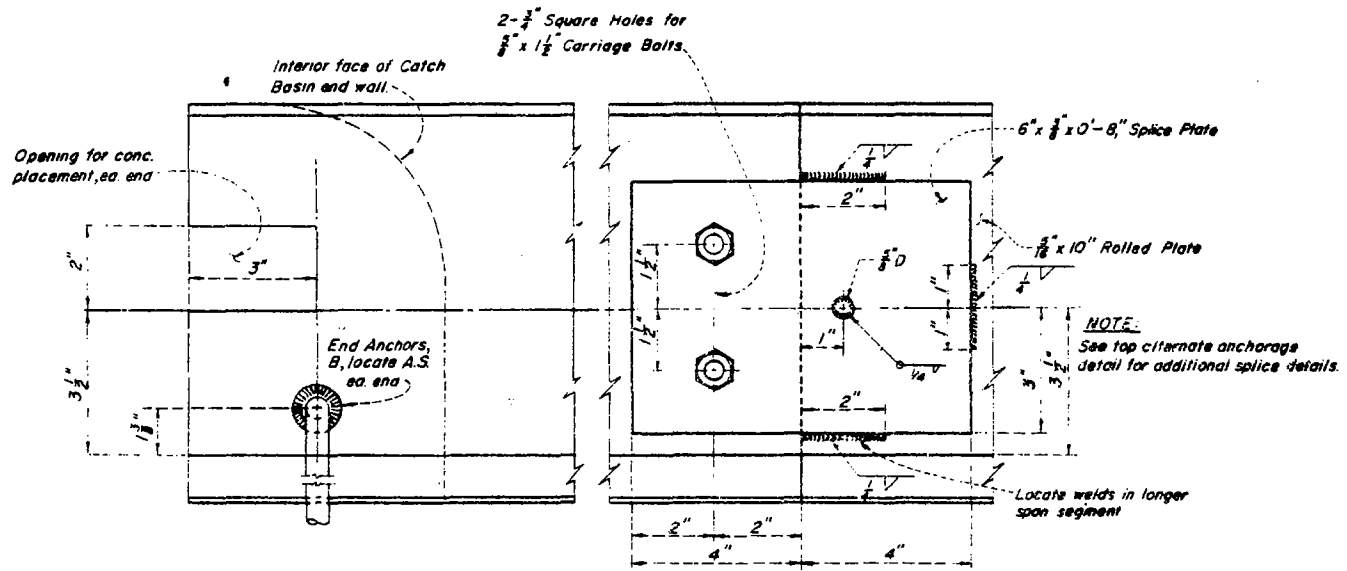 2-3/4" Square Holes for
5/8" x 1 1/2" Carriage Bolts
Interior face of Catch
Basin end wall.
Opening for conc.
placement, ea. end
6" x 3/8" x 0'-8," Splice Plate
1/4
2"
2"
3"
1 1/2"
1 1/2"
5/8" D
5/16" x 10" Rolled Plate
1"
1"
1/4
1"
1/4
NOTE:
See top alternate anchorage
detail for additional splice details.
End Anchors,
B, locate A.S.
ea. end
3 1/2"
1 3/8"
2"
3"
3 1/2"
1/4
Locate welds in longer
span segment
2"
2"
4"
4"